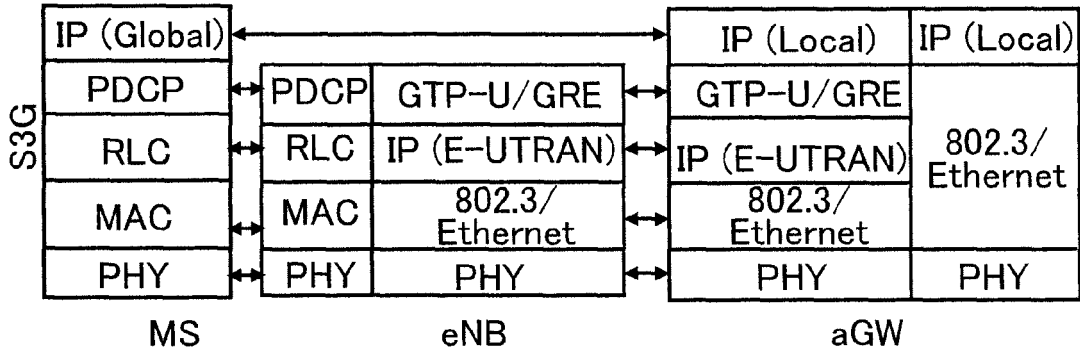 IP (Global)
IP (Local)
IP (Local)
S3G
PDCP
PDCP
GTP-U/GRE
GTP-U/GRE
RLC
RLC
IP (E-UTRAN)
IP (E-UTRAN)
802.3/
Ethernet
MAC
MAC
802.3/
Ethernet
802.3/
Ethernet
PHY
PHY
PHY
PHY
PHY
MS
eNB
aGW